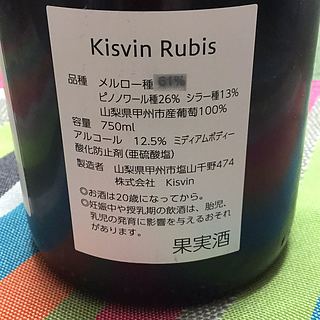 Kisvin Rubis
品種 メルロー種
ピノノワール種26% シラー種13%
山梨県甲州市産葡萄100%
容量 750ml
アルコール 12.5% ミディアムボディー
酸化防止剤(亜硫酸塩)
製造者 山梨県甲州市塩山千野474
株式会社 Kisvin
◎お酒は20歳になってから。
◎妊娠中や授乳期の飲酒は、胎児、
乳児の発育に影響を与えるおそれ
があります。
果実酒